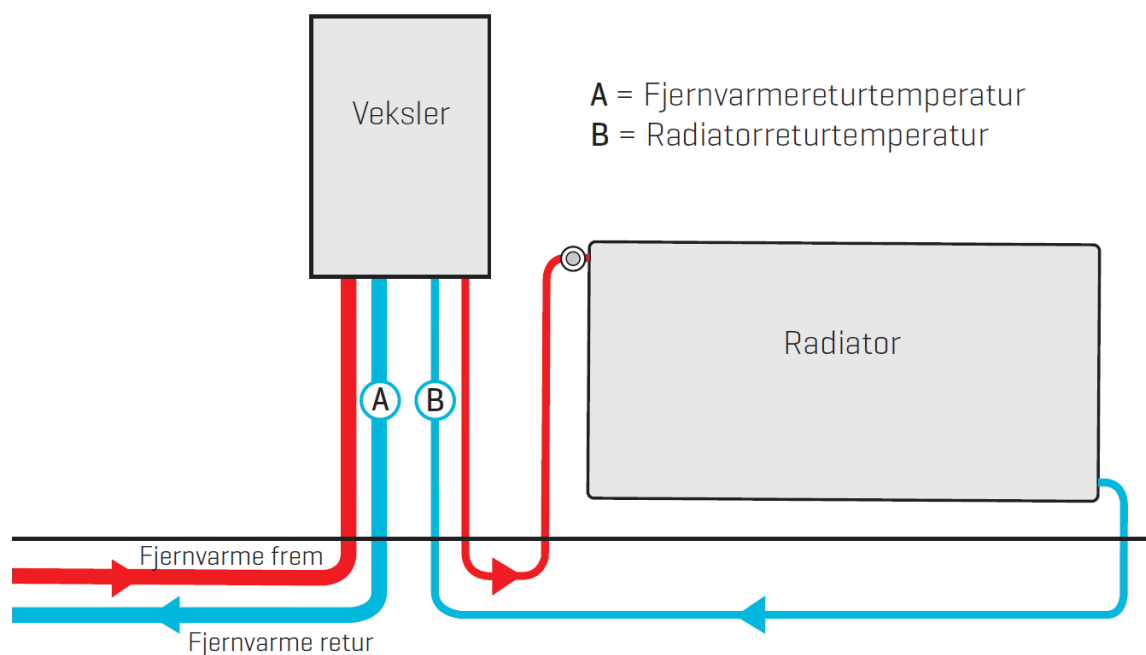 Veksler
A = Fjernvarmereturtemperatur
B = Radiatorreturtemperatur
Radiator
A
B
Fjernvarme frem
Fjernvarme retur